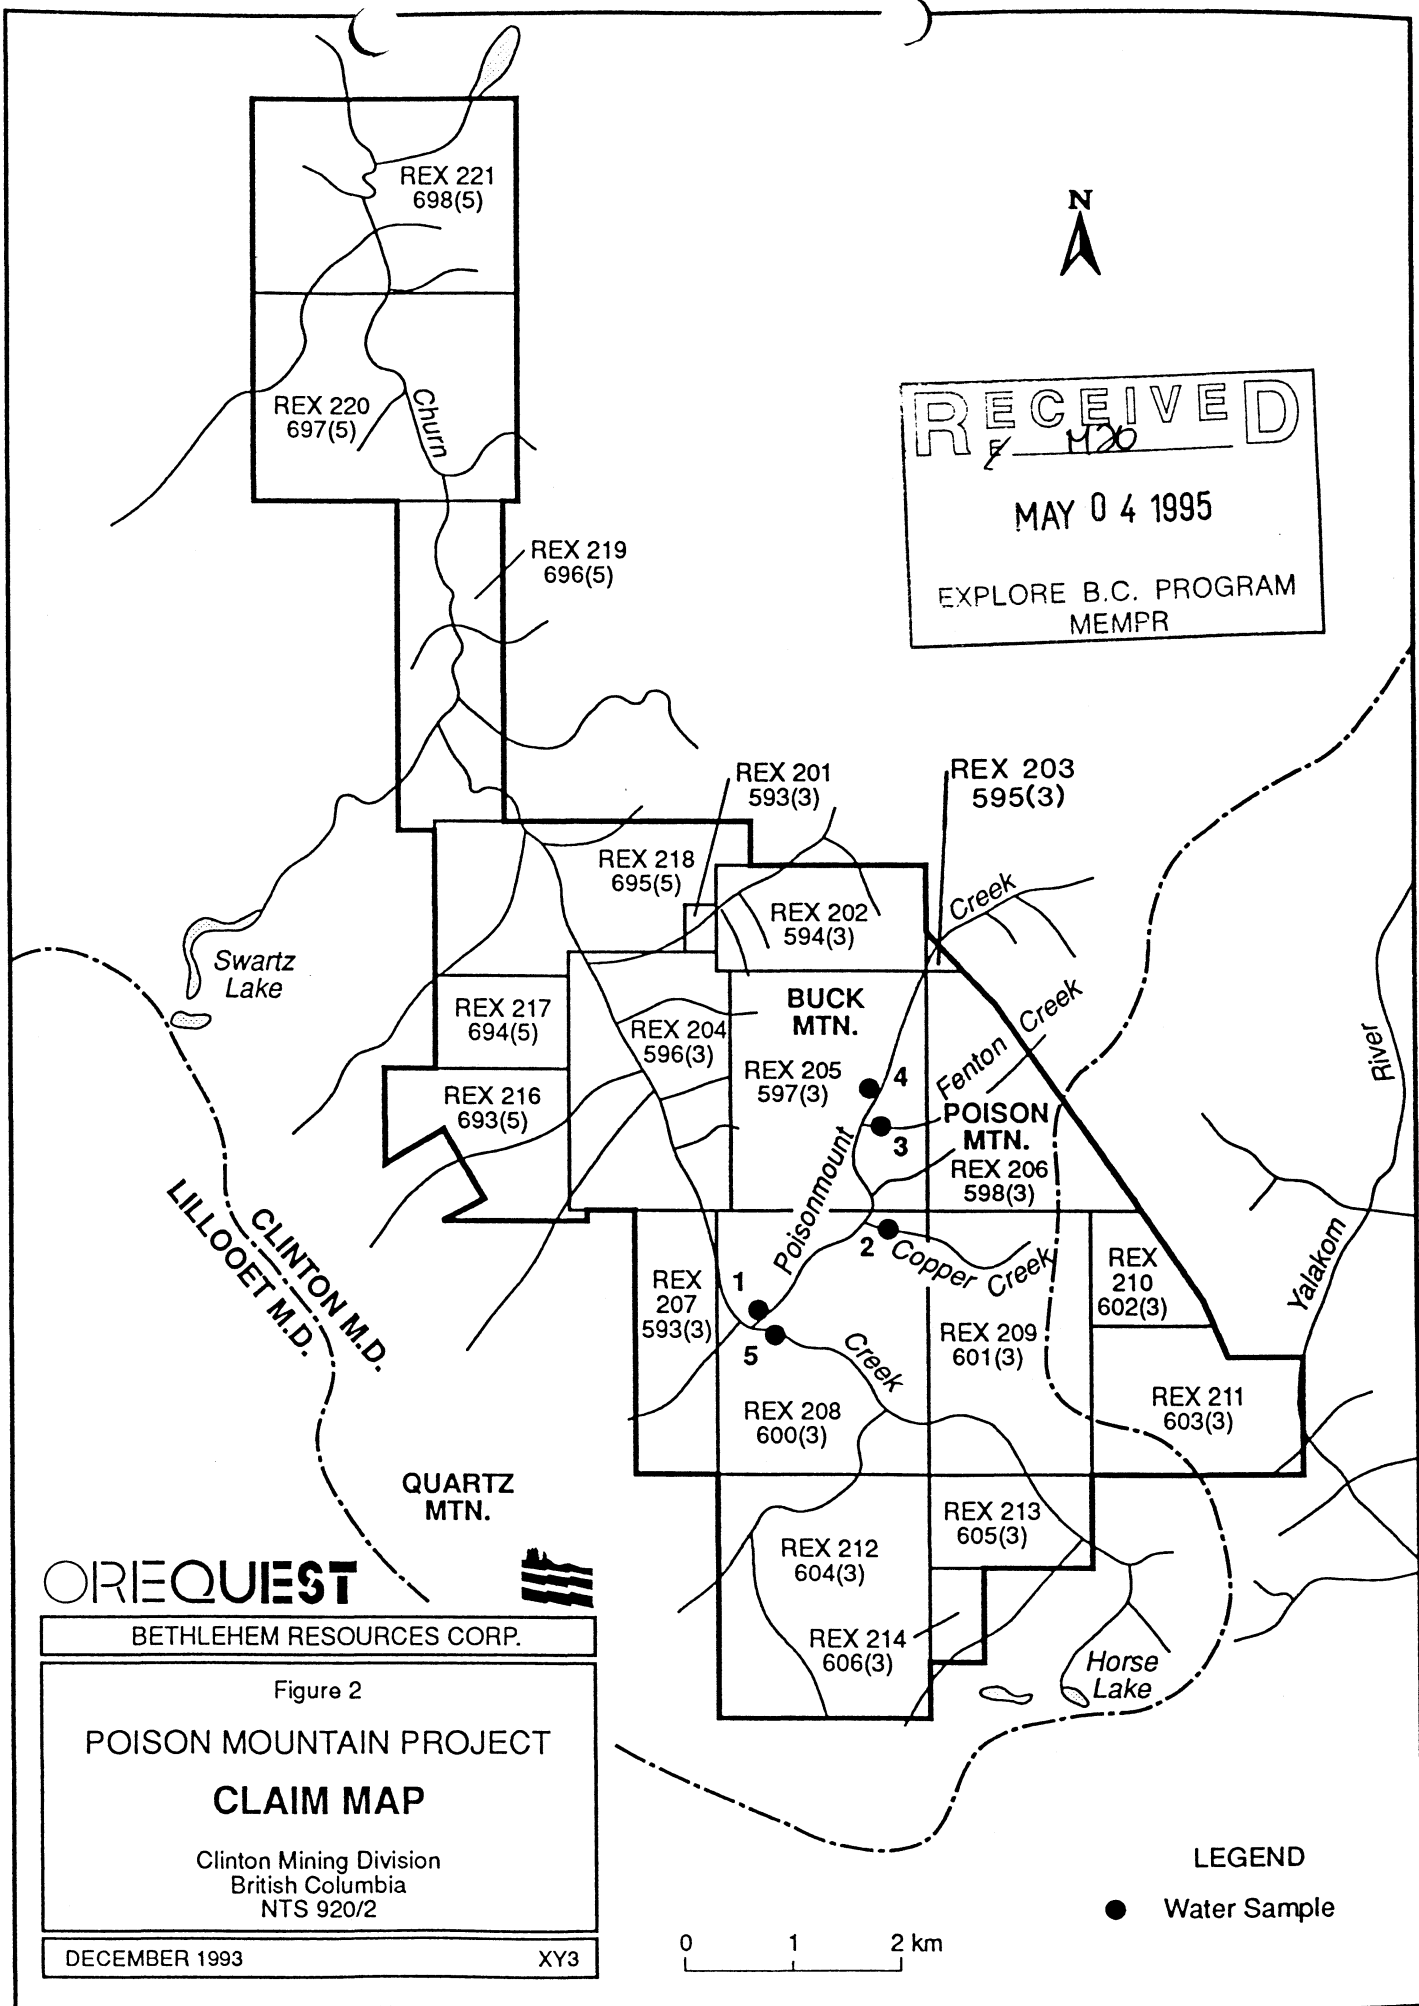 REX 221
698(5)
N
REX 220
697(5)
Churn
RECEIVED
M20
MAY 04 1995
EXPLORE B.C. PROGRAM
MEMPR
REX 219
696(5)
REX 201
593(3)
REX 203
595(3)
REX 218
695(5)
REX 202
594(3)
Creek
Swartz
Lake
REX 217
694(5)
REX 204
596(3)
BUCK
MTN.
REX 205
597(3)
4
Fenton Creek
River
REX 216
693(5)
POISON
MTN.
3
REX 206
598(3)
Poisonmount
CLINTON M.D.
LILLOOET M.D.
2
Copper Creek
Yalakom
REX
207
593(3)
1
5
Creek
REX
210
602(3)
REX 209
601(3)
REX 208
600(3)
REX 211
603(3)
QUARTZ
MTN.
REX 213
605(3)
REX 212
604(3)
REX 214
606(3)
Horse
Lake
OREQUEST
BETHLEHEM RESOURCES CORP.
Figure 2
POISON MOUNTAIN PROJECT
CLAIM MAP
Clinton Mining Division
British Columbia
NTS 920/2
DECEMBER 1993 XY3
0 1 2 km
LEGEND
Water Sample